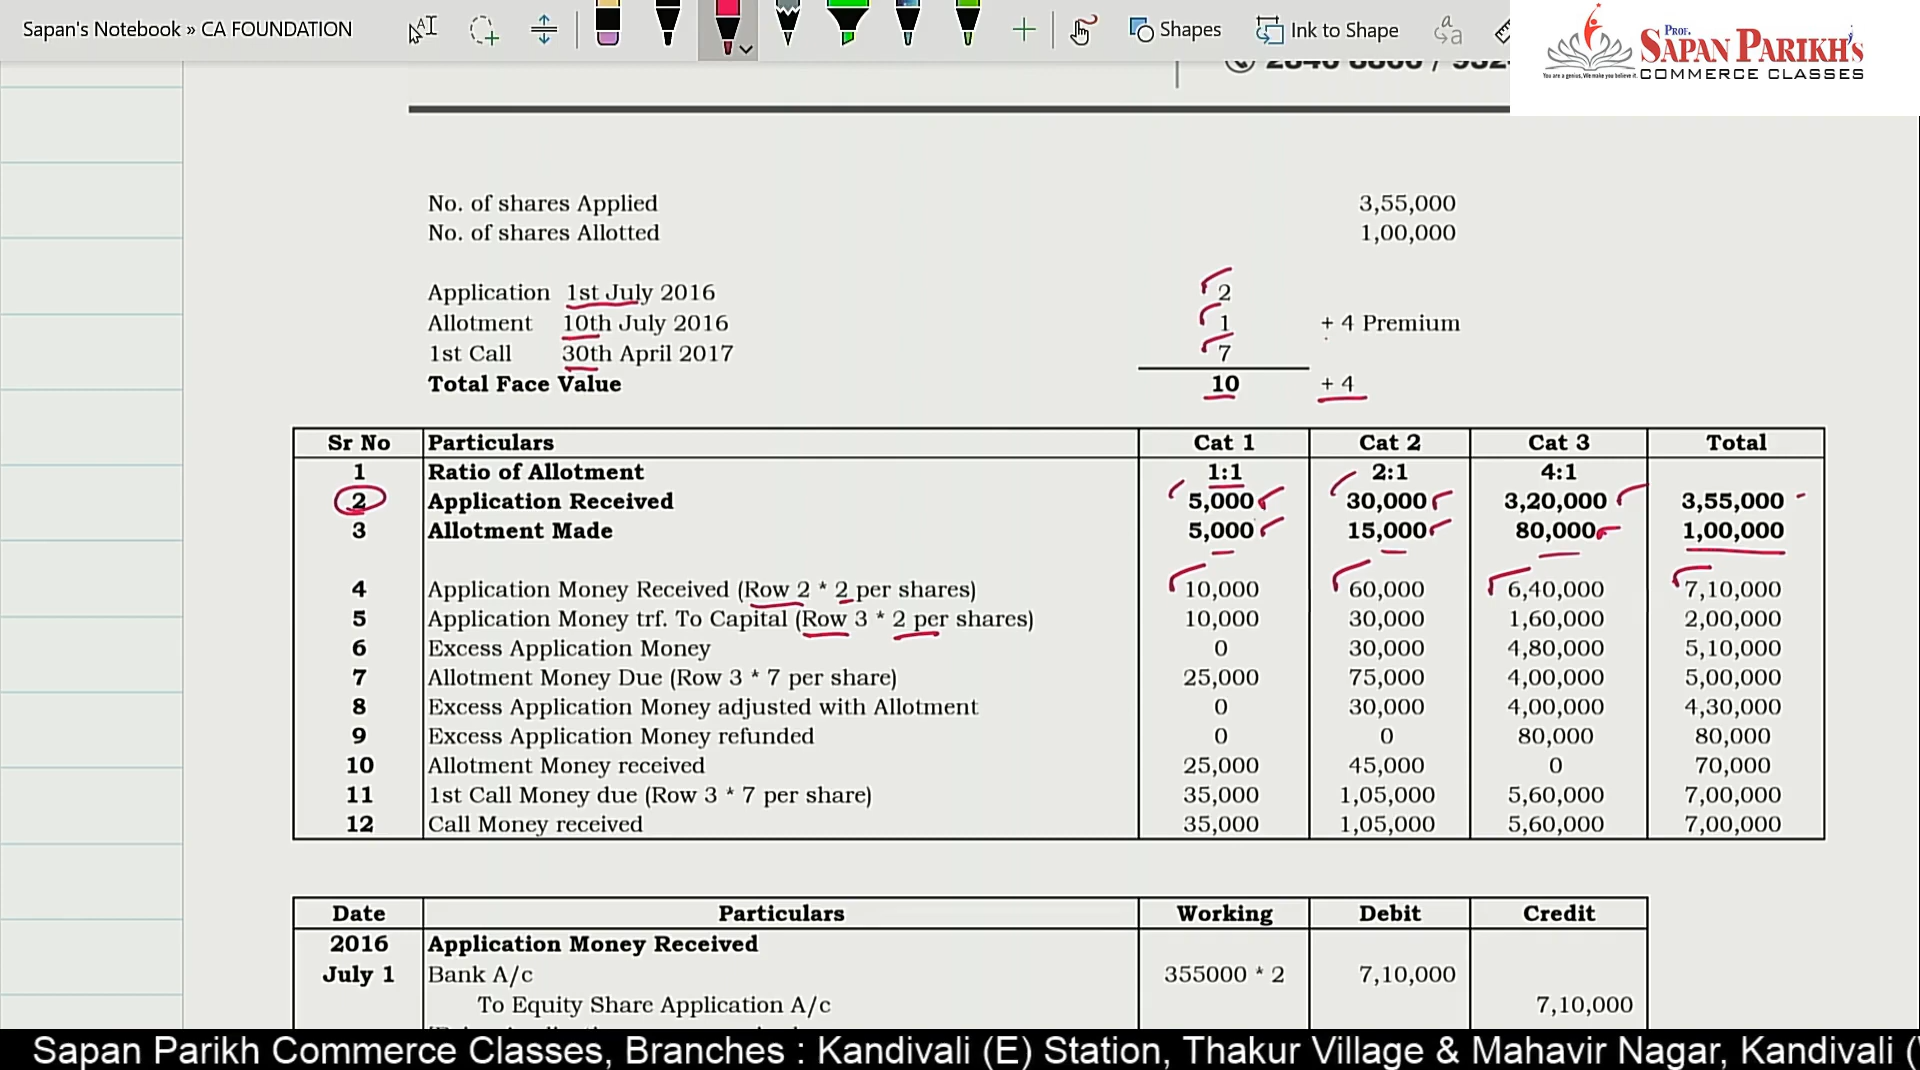 Sapan's Notebook » CA FOUNDATION
Shapes
Ink to Shape
PROF.
SAPAN PARIKH's
You are a genius, We make you believe it.
COMMERCE CLASSES
No. of shares Applied 3,55,000
No. of shares Allotted 1,00,000
Application 1st July 2016 2
Allotment 10th July 2016 1 + 4 Premium
1st Call 30th April 2017 7
Total Face Value 10 + 4
Sr No Particulars Cat 1 Cat 2 Cat 3 Total
1 Ratio of Allotment 1:1 2:1 4:1
2 Application Received 5,000 30,000 3,20,000 3,55,000
3 Allotment Made 5,000 15,000 80,000 1,00,000
4 Application Money Received (Row 2 * 2 per shares) 10,000 60,000 6,40,000 7,10,000
5 Application Money trf. To Capital (Row 3 * 2 per shares) 10,000 30,000 1,60,000 2,00,000
6 Excess Application Money 0 30,000 4,80,000 5,10,000
7 Allotment Money Due (Row 3 * 7 per share) 25,000 75,000 4,00,000 5,00,000
8 Excess Application Money adjusted with Allotment 0 30,000 4,00,000 4,30,000
9 Excess Application Money refunded 0 0 80,000 80,000
10 Allotment Money received 25,000 45,000 0 70,000
11 1st Call Money due (Row 3 * 7 per share) 35,000 1,05,000 5,60,000 7,00,000
12 Call Money received 35,000 1,05,000 5,60,000 7,00,000
Date Particulars Working Debit Credit
2016 Application Money Received
July 1 Bank A/c 355000 * 2 7,10,000
To Equity Share Application A/c 7,10,000
Sapan Parikh Commerce Classes, Branches : Kandivali (E) Station, Thakur Village & Mahavir Nagar, Kandivali (